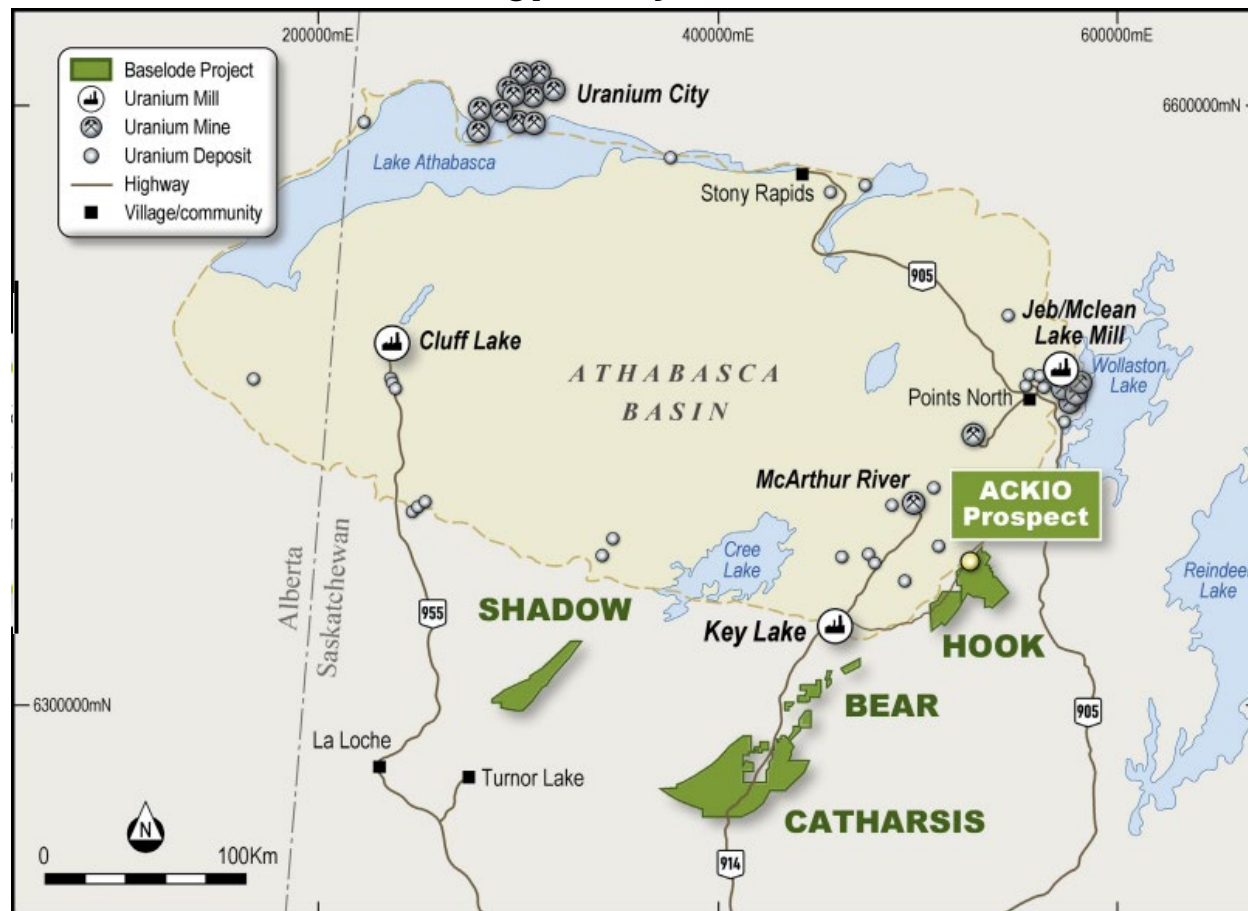 200000mE
400000mE
600000mE
Baselode Project
Uranium Mill
Uranium Mine
Uranium Deposit
Highway
Village/community
Uranium City
6600000mN
Lake Athabasca
Stony Rapids
905
Jeb/Mclean
Lake Mill
Cluff Lake
Wollaston
Lake
ATHABASCA
BASIN
Points North
McArthur River
ACKIO
Prospect
Cree
Lake
Reindeer
Lake
Alberta
Saskatchewan
955
SHADOW
Key Lake
HOOK
BEAR
6300000mN
905
La Loche
Turnor Lake
CATHARSIS
N
0
100Km
914